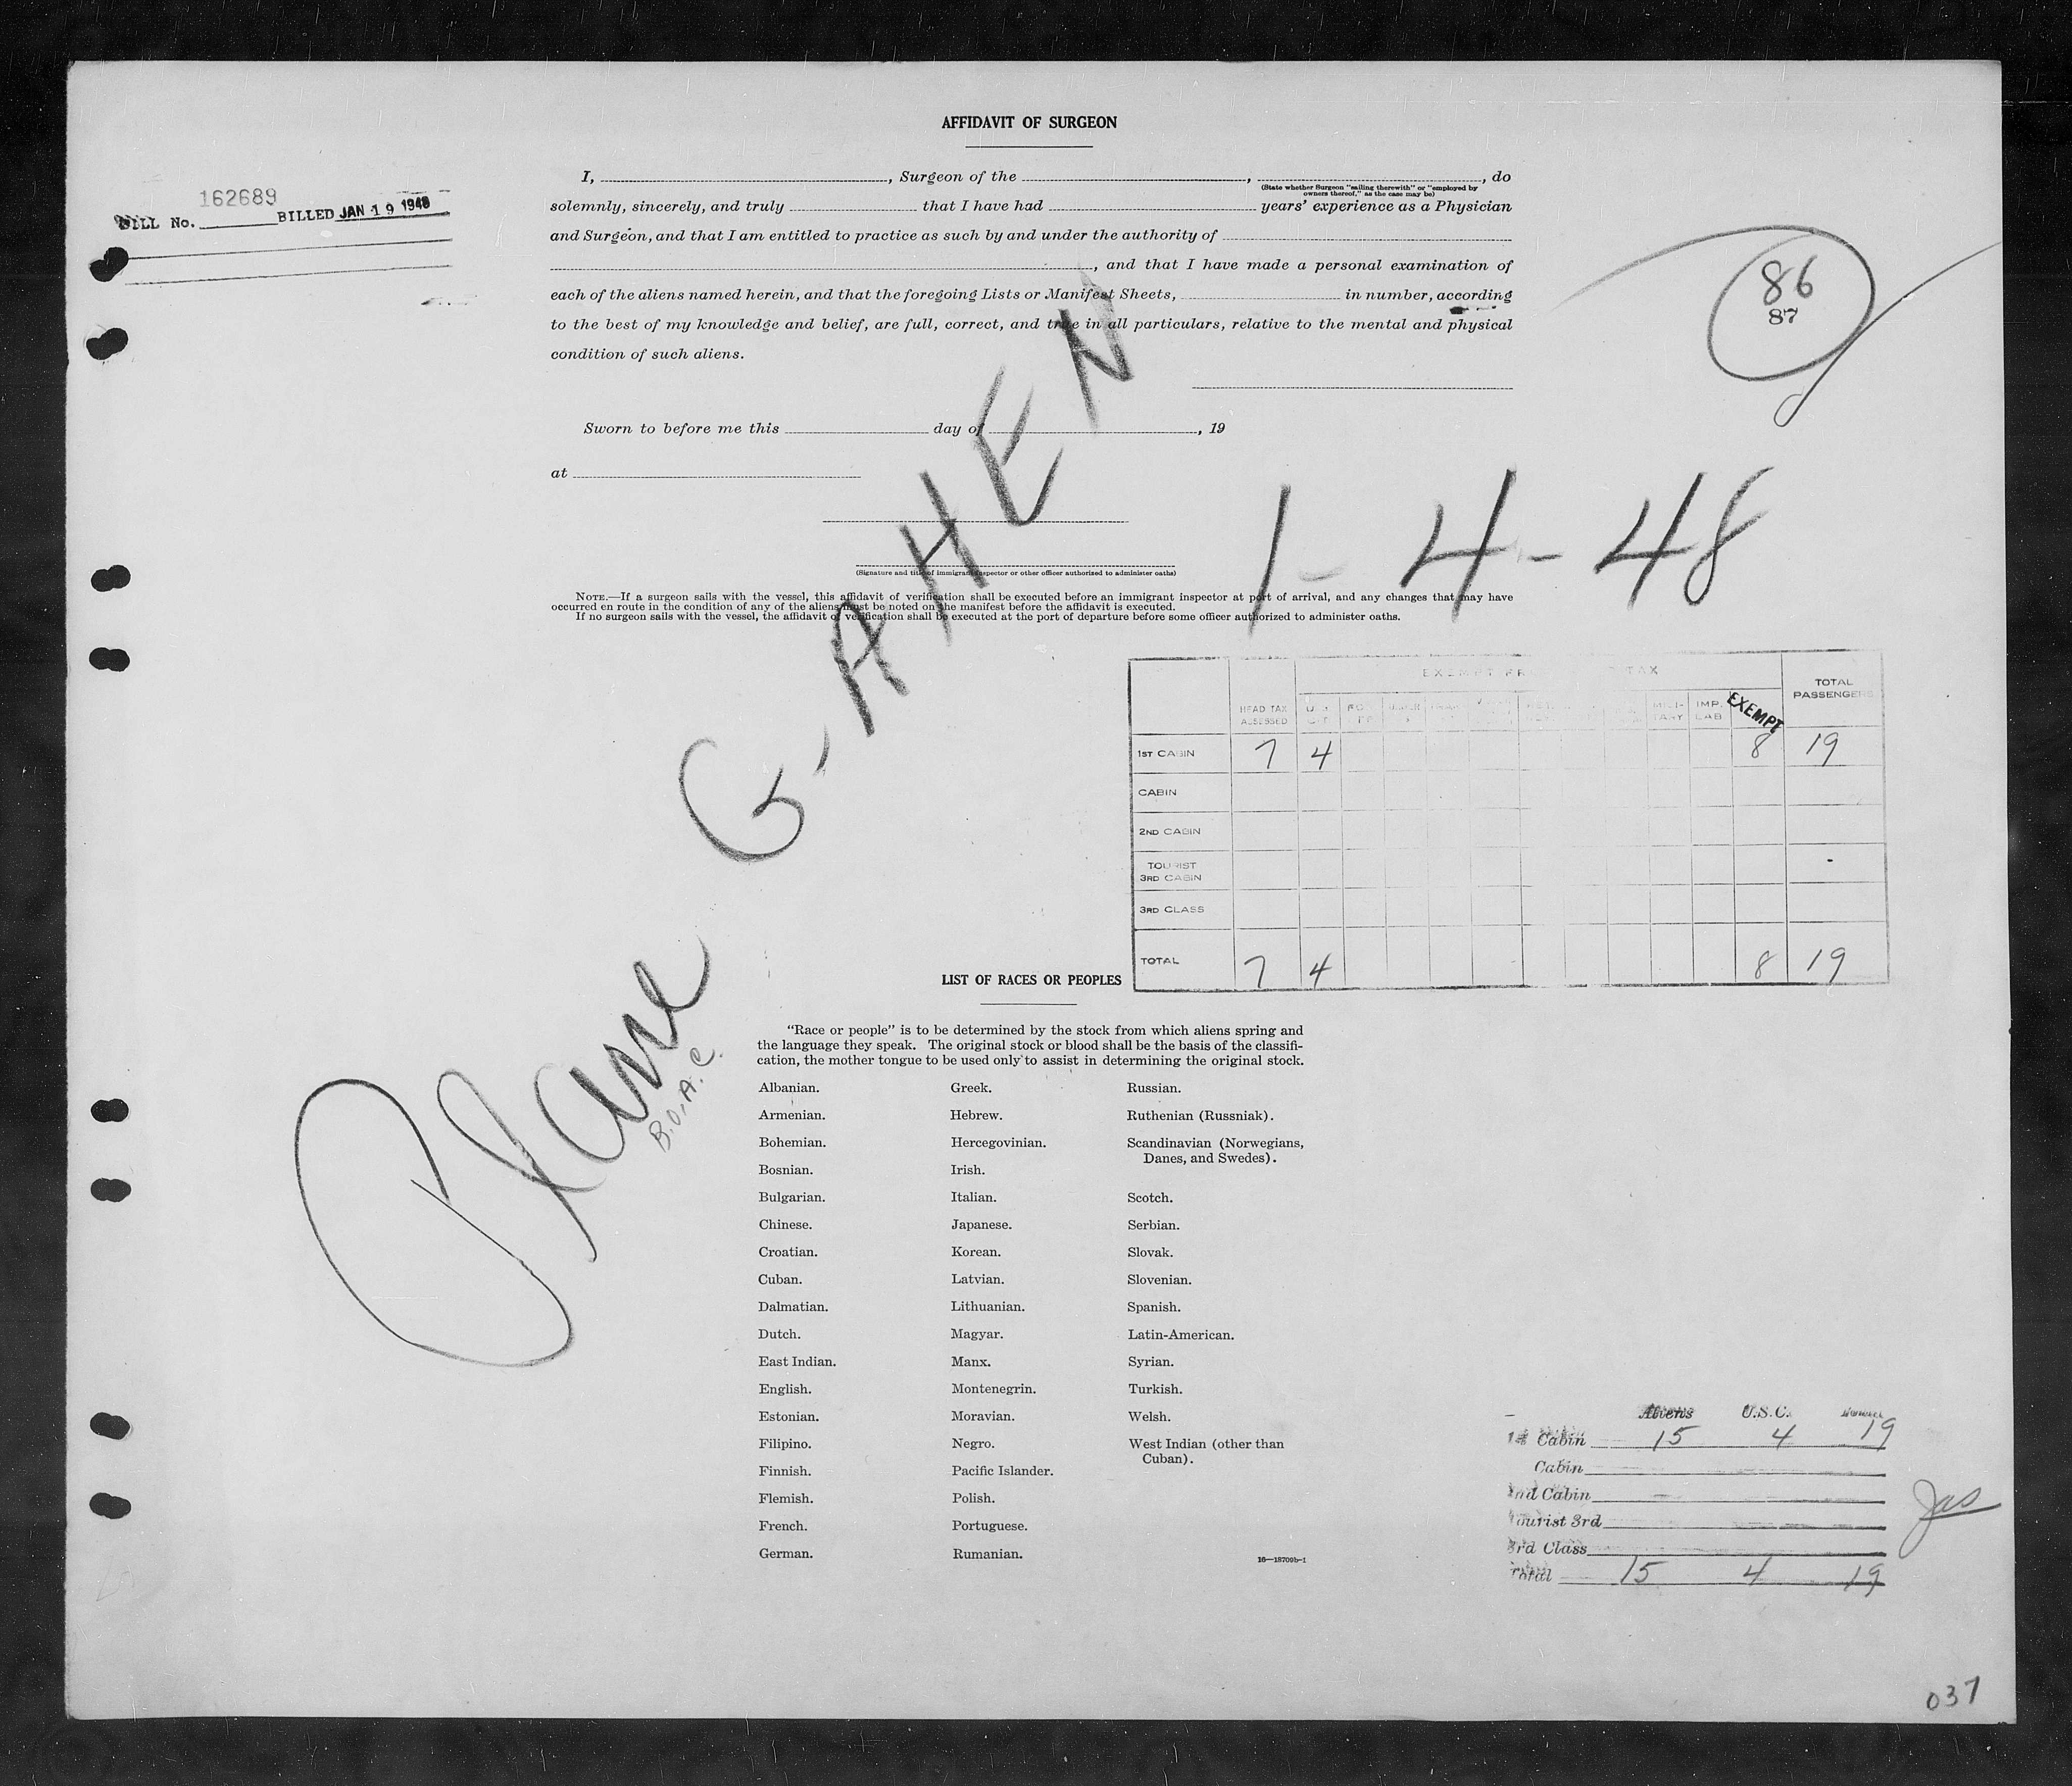 AFFIDAVIT OF SURGEON
I, , Surgeon of the , , do
(State whether Surgeon "sailing therewith" or "employed by
owners thereof," as the case may be)
solemnly, sincerely, and truly that I have had years' experience as a Physician
and Surgeon, and that I am entitled to practice as such by and under the authority of
, and that I have made a personal examination of
each of the aliens named herein, and that the foregoing Lists or Manifest Sheets, in number, according
to the best of my knowledge and belief, are full, correct, and true in all particulars, relative to the mental and physical
condition of such aliens.
162689
BILL No. BILLED JAN 19 1948
86
87
Sworn to before me this day of , 19
at
(Signature and title of immigrant inspector or other officer authorized to administer oaths)
NOTE.—If a surgeon sails with the vessel, this affidavit of verification shall be executed before an immigrant inspector at port of arrival, and any changes that may have
occurred en route in the condition of any of the aliens must be noted on the manifest before the affidavit is executed.
If no surgeon sails with the vessel, the affidavit of verification shall be executed at the port of departure before some officer authorized to administer oaths.
Plane G-AHEN
B.O.A.C.
1-4-48
EXEMPT FR TAX
HEAD TAX ASSESSED MILITARY IMP. LAB EXEMPT TOTAL PASSENGERS
1ST CABIN 7 4 8 19
CABIN
2ND CABIN
TOURIST
3RD CABIN
3RD CLASS
TOTAL 7 4 8 19
LIST OF RACES OR PEOPLES
"Race or people" is to be determined by the stock from which aliens spring and
the language they speak. The original stock or blood shall be the basis of the classifi-
cation, the mother tongue to be used only to assist in determining the original stock.
Albanian. Greek. Russian.
Armenian. Hebrew. Ruthenian (Russniak).
Bohemian. Hercegovinian. Scandinavian (Norwegians,
Danes, and Swedes).
Bosnian. Irish.
Bulgarian. Italian. Scotch.
Chinese. Japanese. Serbian.
Croatian. Korean. Slovak.
Cuban. Latvian. Slovenian.
Dalmatian. Lithuanian. Spanish.
Dutch. Magyar. Latin-American.
East Indian. Manx. Syrian.
English. Montenegrin. Turkish.
Estonian. Moravian. Welsh.
Filipino. Negro. West Indian (other than
Cuban).
Finnish. Pacific Islander.
Flemish. Polish.
French. Portuguese.
German. Rumanian.
16—18709b-1
Aliens U.S.C.
Cabin 15 4 19
Cabin
2nd Cabin
Tourist 3rd
3rd Class
Total 15 4 19
037